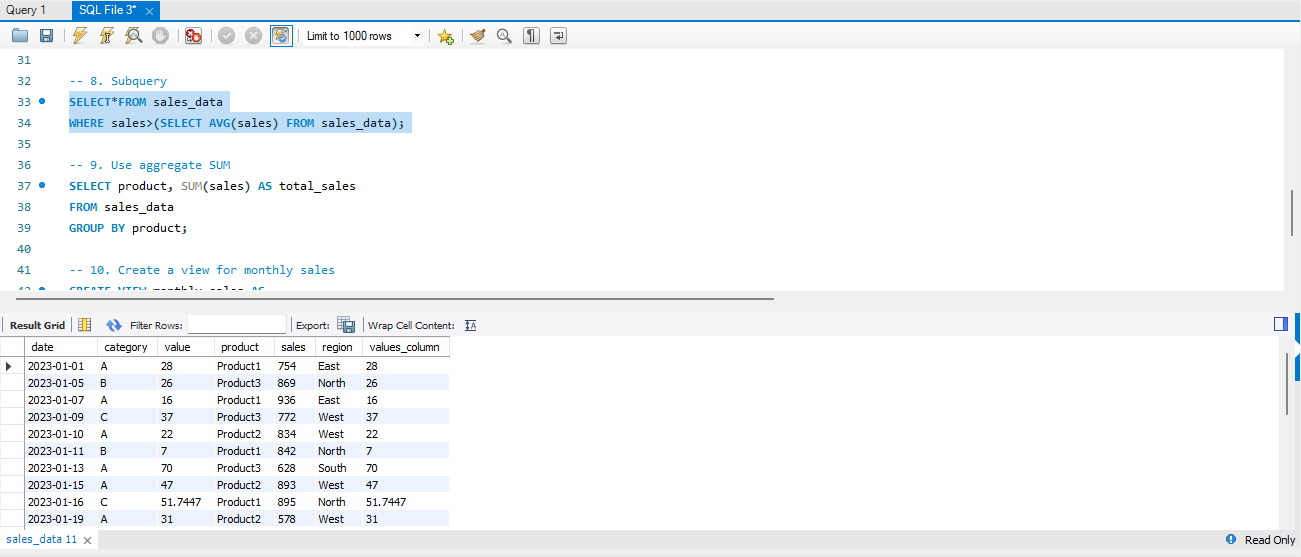 Query 1 SQL File 3*
Limit to 1000 rows
31
32 -- 8. Subquery
33 SELECT*FROM sales_data
34 WHERE sales>(SELECT AVG(sales) FROM sales_data);
35
36 -- 9. Use aggregate SUM
37 SELECT product, SUM(sales) AS total_sales
38 FROM sales_data
39 GROUP BY product;
40
41 -- 10. Create a view for monthly sales
42 CREATE VIEW monthly_sales AS
Result Grid Filter Rows: Export: Wrap Cell Content:
date category value product sales region values_column
2023-01-01 A 28 Product1 754 East 28
2023-01-05 B 26 Product3 869 North 26
2023-01-07 A 16 Product1 936 East 16
2023-01-09 C 37 Product3 772 West 37
2023-01-10 A 22 Product2 834 West 22
2023-01-11 B 7 Product1 842 North 7
2023-01-13 A 70 Product3 628 South 70
2023-01-15 A 47 Product2 893 West 47
2023-01-16 C 51.7447 Product1 895 North 51.7447
2023-01-19 A 31 Product2 578 West 31
sales_data 11 Read Only